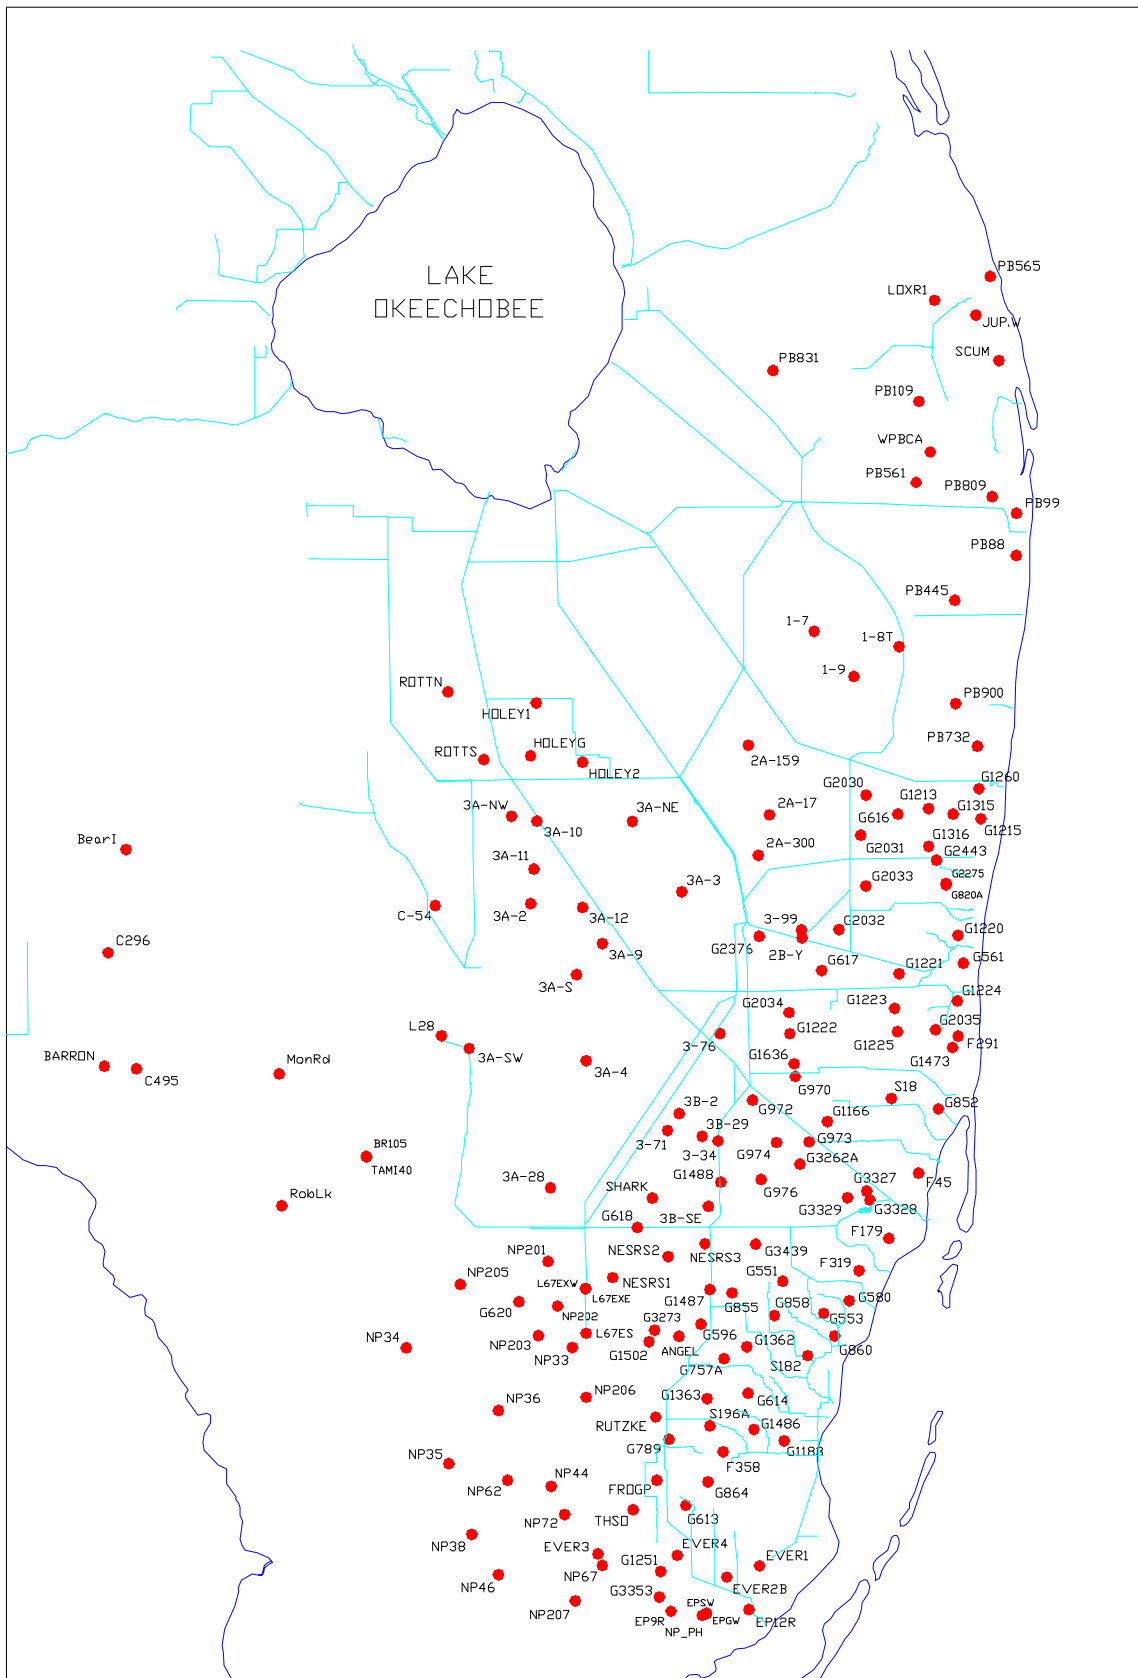 LAKE
OKEECHOBEE
PB565
LOXR1
JUP.W
SCUM
PB831
PB109
WPBCA
PB561
PB809
PB99
PB88
PB445
1-7
1-8T
1-9
ROTTN
HOLEY1
PB900
PB732
ROTTS
HOLEYG
HOLEY2
2A-159
G2030
G1260
G1213
3A-NW
3A-NE
2A-17
G616
G1315
G1215
3A-10
BearI
G2031
G1316
G2443
3A-11
2A-300
G2275
G820A
3A-3
G2033
C-54
3A-2
3A-12
3-99
G2032
G1220
C296
3A-9
G2376
2B-Y
G617
G1221
G561
3A-S
G1224
G2034
G1223
L28
3-76
G1222
G1225
G2035
F291
G1473
BARRON
C495
MonRd
3A-SW
3A-4
G1636
G970
S18
G852
3B-2
G972
G1166
3-71
3B-29
3-34
G974
G973
G3262A
BR105
TAMI40
3A-28
G1488
G976
G3327
F45
RobLk
SHARK
3B-SE
G3329
G3328
G618
F179
NP201
NESRS2
NESRS3
G3439
NP205
L67EXW
NESRS1
L67EXE
G551
F319
G620
NP202
G1487
G855
G858
G553
G580
NP34
NP203
NP33
L67ES
G3273
G1502
ANGEL
G596
G1362
G860
G757A
S182
NP36
NP206
G1363
G614
RUTZKE
S196A
G1486
G789
G1183
NP35
F358
NP62
NP44
FROGP
G864
NP72
THSO
G613
NP38
EVER3
EVER4
EVER1
NP46
NP67
G1251
EVER2B
NP207
G3353
EP9R
NP_PH
EPSW
EPGW
EP12R